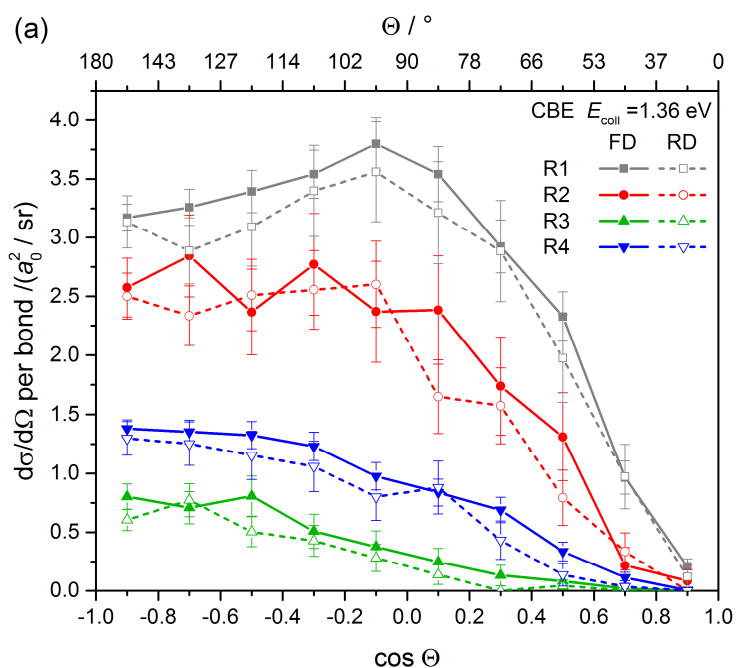 (a)
Θ / °
180 143 127 114 102 90 78 66 53 37 0
CBE E_coll =1.36 eV
FD RD
R1
R2
R3
R4
4.0
3.5
3.0
2.5
2.0
1.5
1.0
0.5
0.0
dσ/dΩ per bond /(a₀² / sr)
-1.0 -0.8 -0.6 -0.4 -0.2 0.0 0.2 0.4 0.6 0.8 1.0
cos Θ